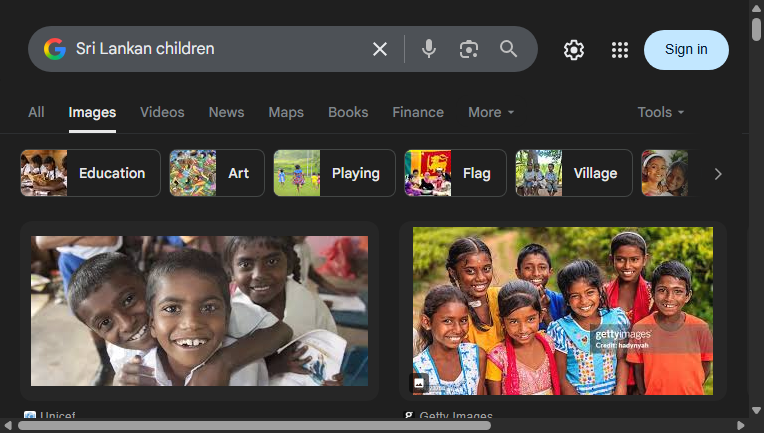 Sri Lankan children
Sign in
All Images Videos News Maps Books Finance More Tools
Education Art Playing Flag Village
gettyimages
Credit: hadynyah
Unicef
Getty Images